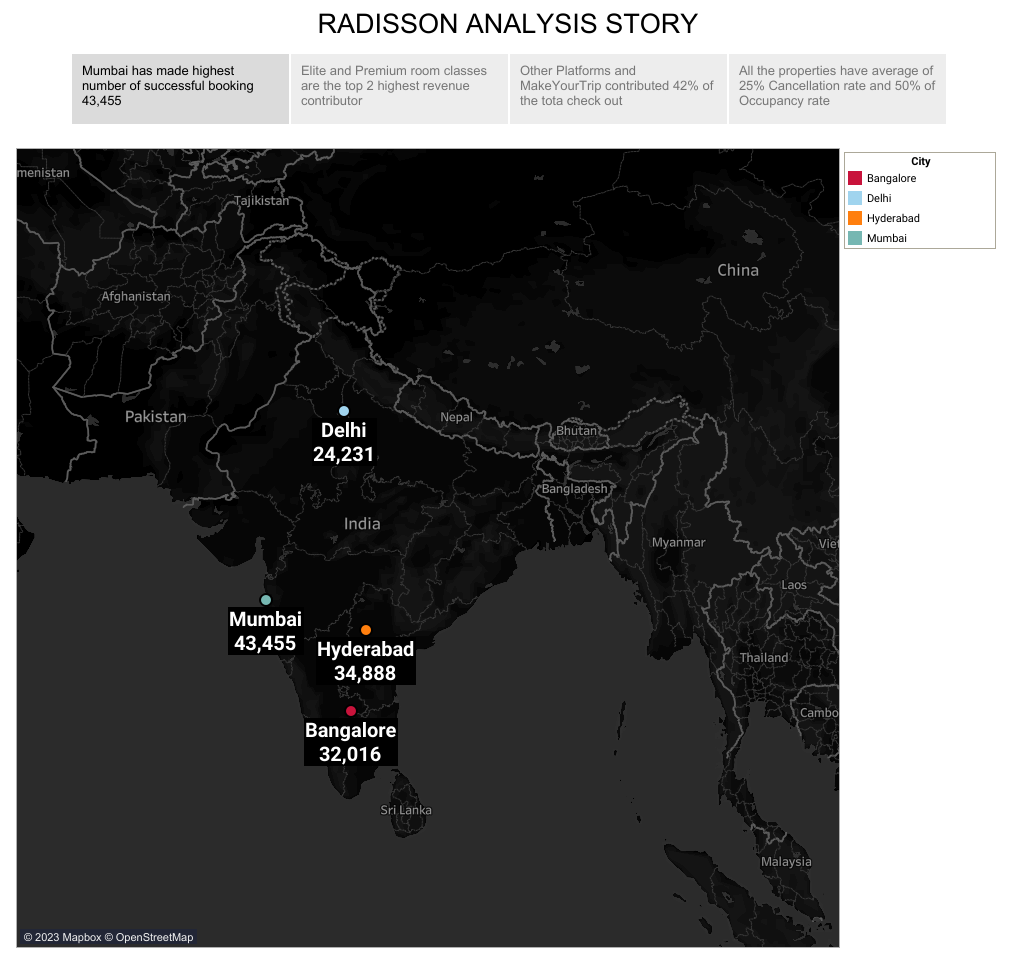 RADISSON ANALYSIS STORY
Mumbai has made highest
number of successful booking
43,455
Elite and Premium room classes
are the top 2 highest revenue
contributor
Other Platforms and
MakeYourTrip contributed 42% of
the tota check out
All the properties have average of
25% Cancellation rate and 50% of
Occupancy rate
City
Bangalore
Delhi
Hyderabad
Mumbai
menistan
Tajikistan
China
Afghanistan
Pakistan
Nepal
Bhutan
Delhi
24,231
Bangladesh
India
Myanmar
Viet
Laos
Mumbai
43,455
Hyderabad
34,888
Thailand
Cambo
Bangalore
32,016
Sri Lanka
Malaysia
© 2023 Mapbox © OpenStreetMap